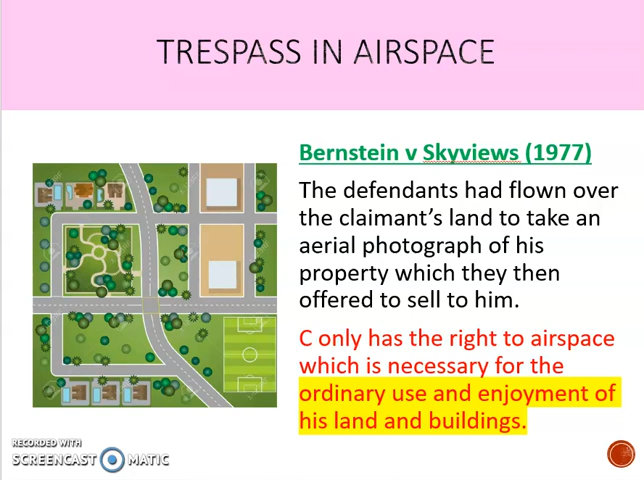 TRESPASS IN AIRSPACE
Bernstein v Skyviews (1977)
The defendants had flown over
the claimant's land to take an
aerial photograph of his
property which they then
offered to sell to him.
C only has the right to airspace
which is necessary for the
ordinary use and enjoyment of
his land and buildings.
RECORDED WITH
SCREENCAST MATIC